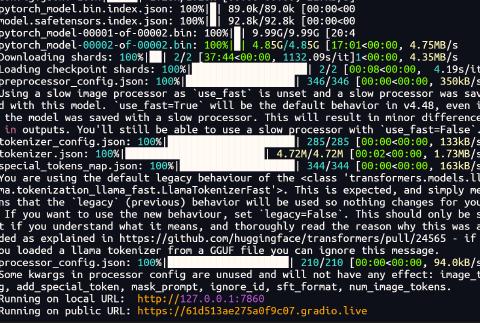 pytorch_model.bin.index.json: 100%| | 89.0k/89.0k [00:00<00
model.safetensors.index.json: 100%| | 92.8k/92.8k [00:00<00
pytorch_model-00001-of-00002.bin: 100%| | 9.99G/9.99G [20:4
pytorch_model-00002-of-00002.bin: 100%| | 4.85G/4.85G [17:01<00:00, 4.75MB/s
Downloading shards: 100%| | 2/2 [37:44<00:00, 1132.09s/it]1<00:00, 4.35MB/s
Loading checkpoint shards: 100%| | 2/2 [00:08<00:00, 4.19s/it
preprocessor_config.json: 100%| | 346/346 [00:00<00:00, 350kB/s
Using a slow image processor as `use_fast` is unset and a slow processor was sav
d with this model. `use_fast=True` will be the default behavior in v4.48, even i
the model was saved with a slow processor. This will result in minor difference
in outputs. You'll still be able to use a slow processor with `use_fast=False`.
tokenizer_config.json: 100%| | 285/285 [00:00<00:00, 133kB/s
tokenizer.json: 100%| | 4.72M/4.72M [00:02<00:00, 1.73MB/s
special_tokens_map.json: 100%| | 344/344 [00:00<00:00, 163kB/s
You are using the default legacy behaviour of the <class 'transformers.models.ll
ma.tokenization_llama_fast.LlamaTokenizerFast'>. This is expected, and simply me
ns that the `legacy` (previous) behavior will be used so nothing changes for you
If you want to use the new behaviour, set `legacy=False`. This should only be s
t if you understand what it means, and thoroughly read the reason why this was a
ded as explained in https://github.com/huggingface/transformers/pull/24565 - if
ou loaded a llama tokenizer from a GGUF file you can ignore this message.
processor_config.json: 100%| | 210/210 [00:00<00:00, 94.0kB/s
Some kwargs in processor config are unused and will not have any effect: image_t
g, add_special_token, mask_prompt, ignore_id, sft_format, num_image_tokens.
Running on local URL: http://127.0.0.1:7860
Running on public URL: https://61d513ae275a0f9c07.gradio.live